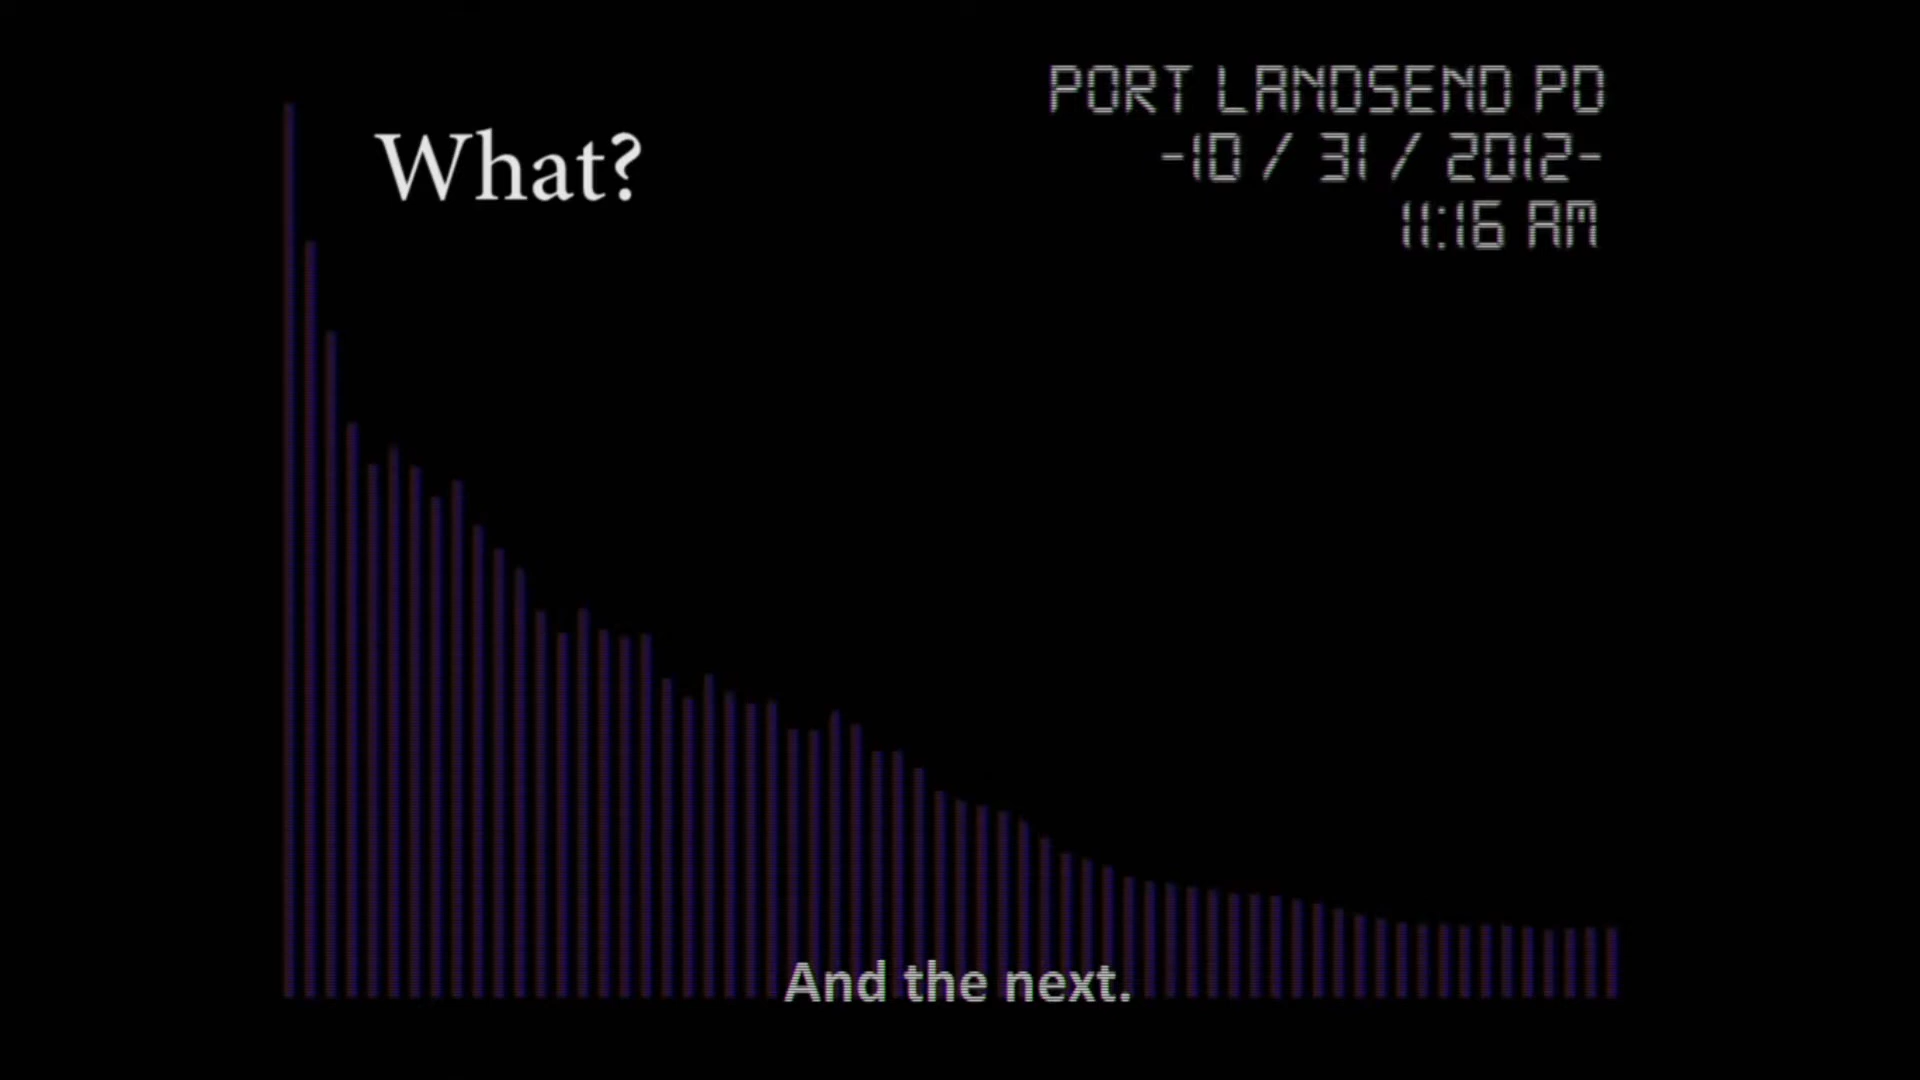 What?
PORT LANDSEND PD
-10 / 31 / 2012-
11:16 AM
And the next.